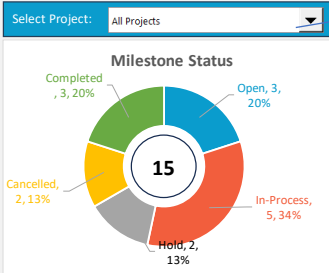 Select Project:
All Projects
Milestone Status
Completed
, 3, 20%
Open, 3,
20%
15
Cancelled,
2, 13%
In-Process,
5, 34%
Hold, 2,
13%